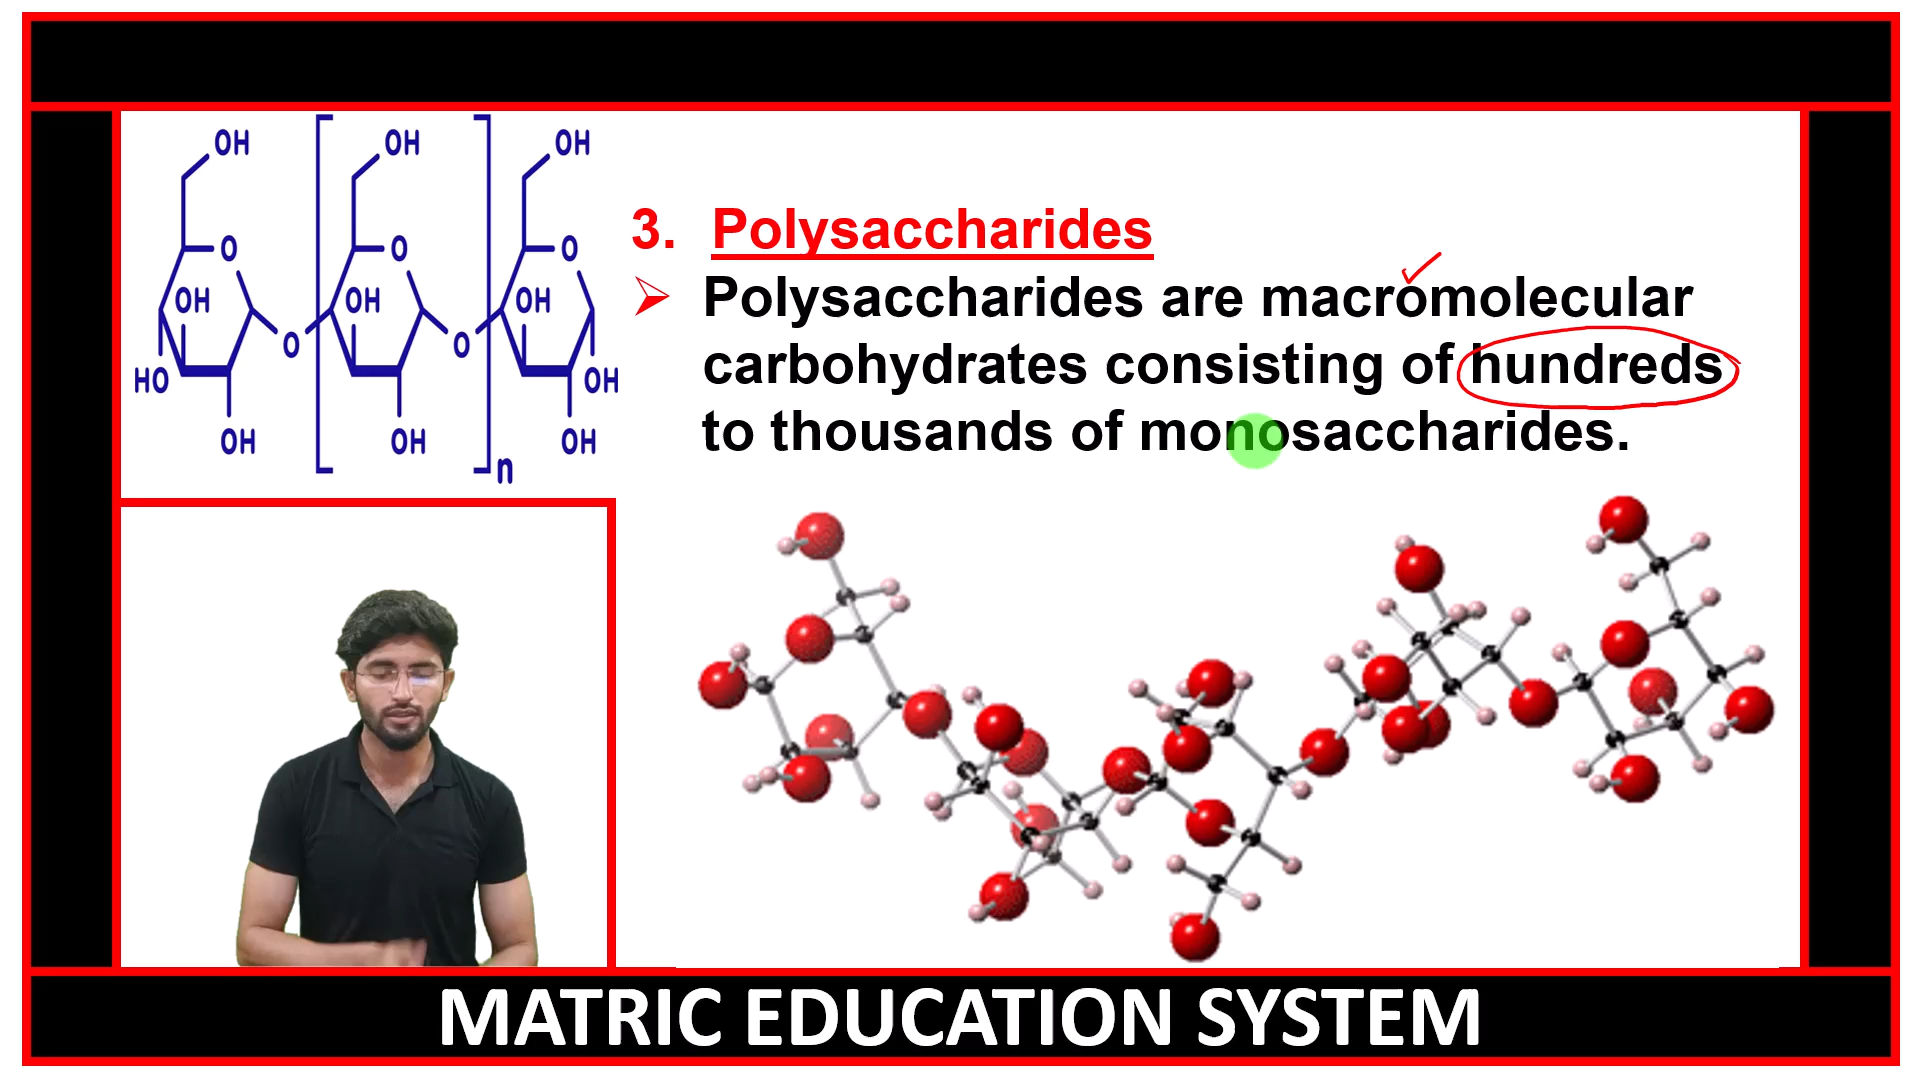 OH OH OH
O O O
OH OH OH
O O
HO OH
OH OH OH
n
3. Polysaccharides
Polysaccharides are macromolecular
carbohydrates consisting of hundreds
to thousands of monosaccharides.
MATRIC EDUCATION SYSTEM